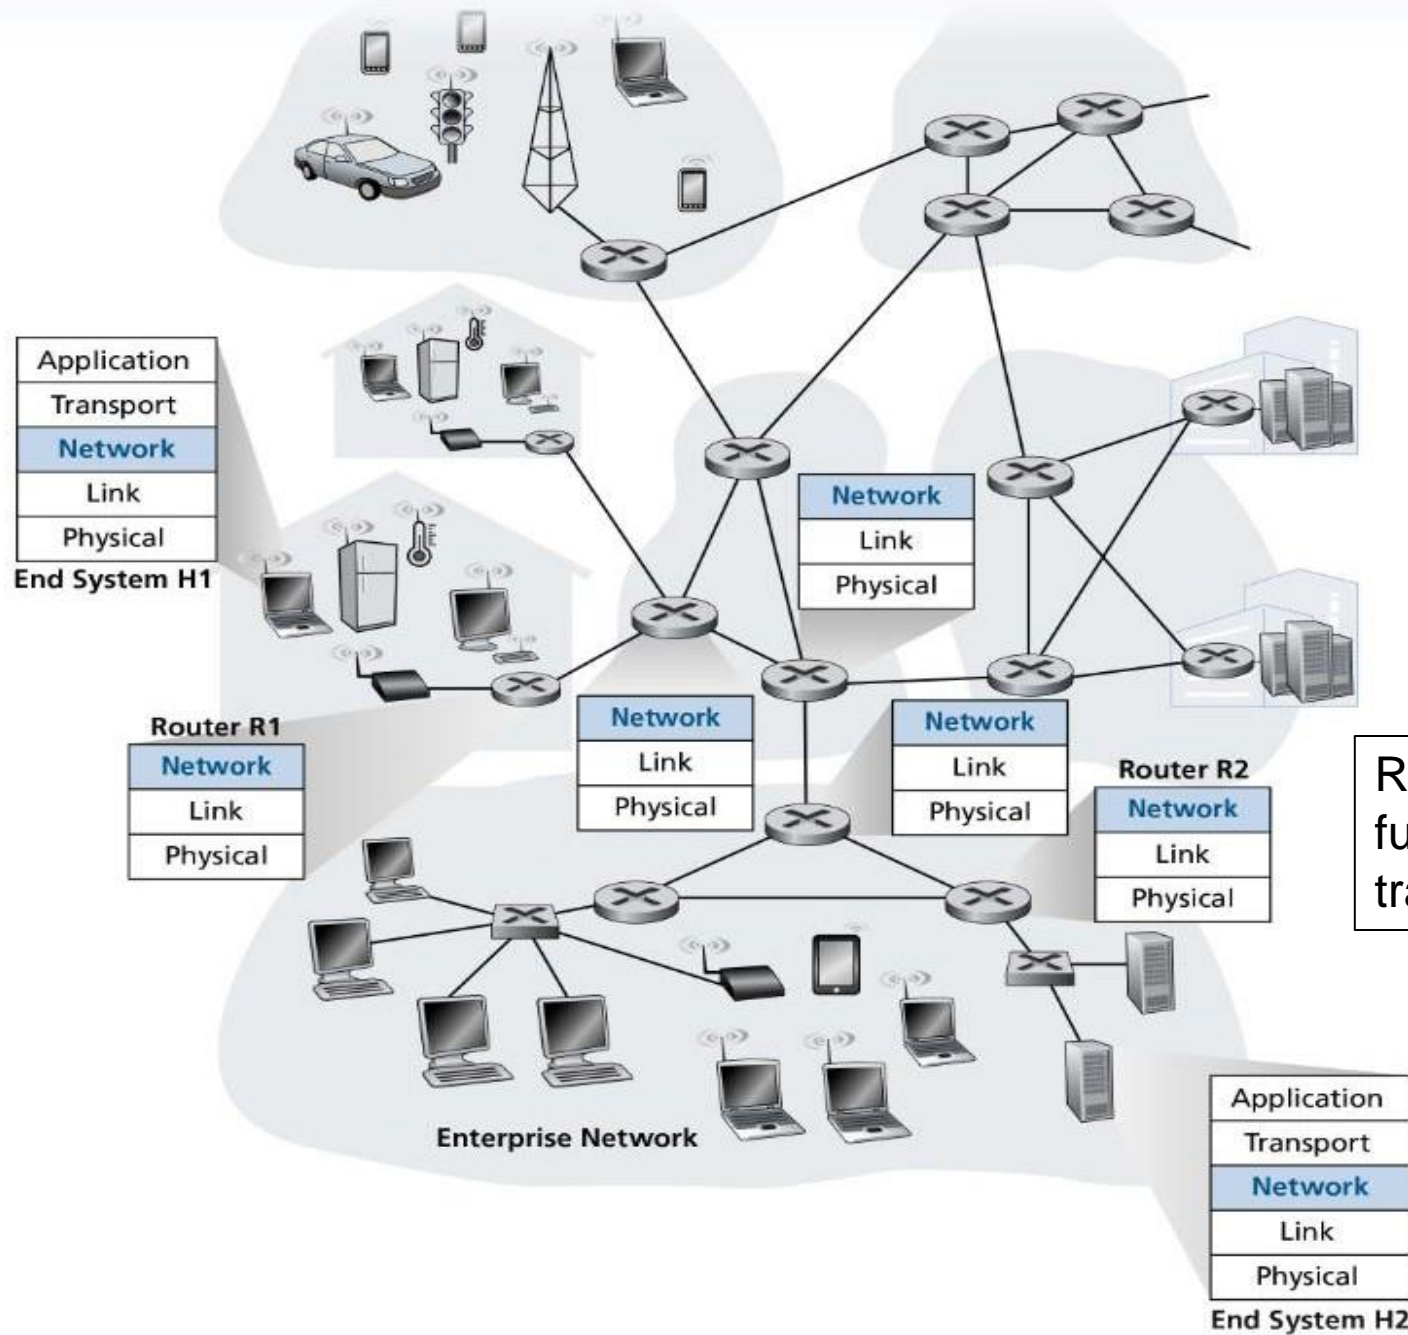 Application
Transport
Network
Link
Physical
End System H1
Network
Link
Physical
Router R1
Network
Link
Physical
Network
Link
Physical
Network
Link
Physical
Router R2
Network
Link
Physical
Enterprise Network
Application
Transport
Network
Link
Physical
End System H2